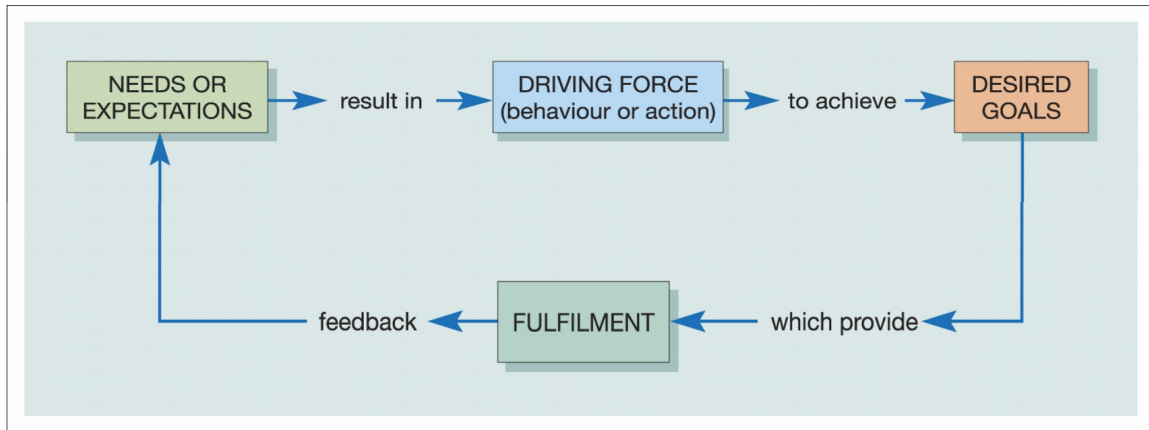 NEEDS OR
EXPECTATIONS
result in
DRIVING FORCE
(behaviour or action)
to achieve
DESIRED
GOALS
which provide
FULFILMENT
feedback